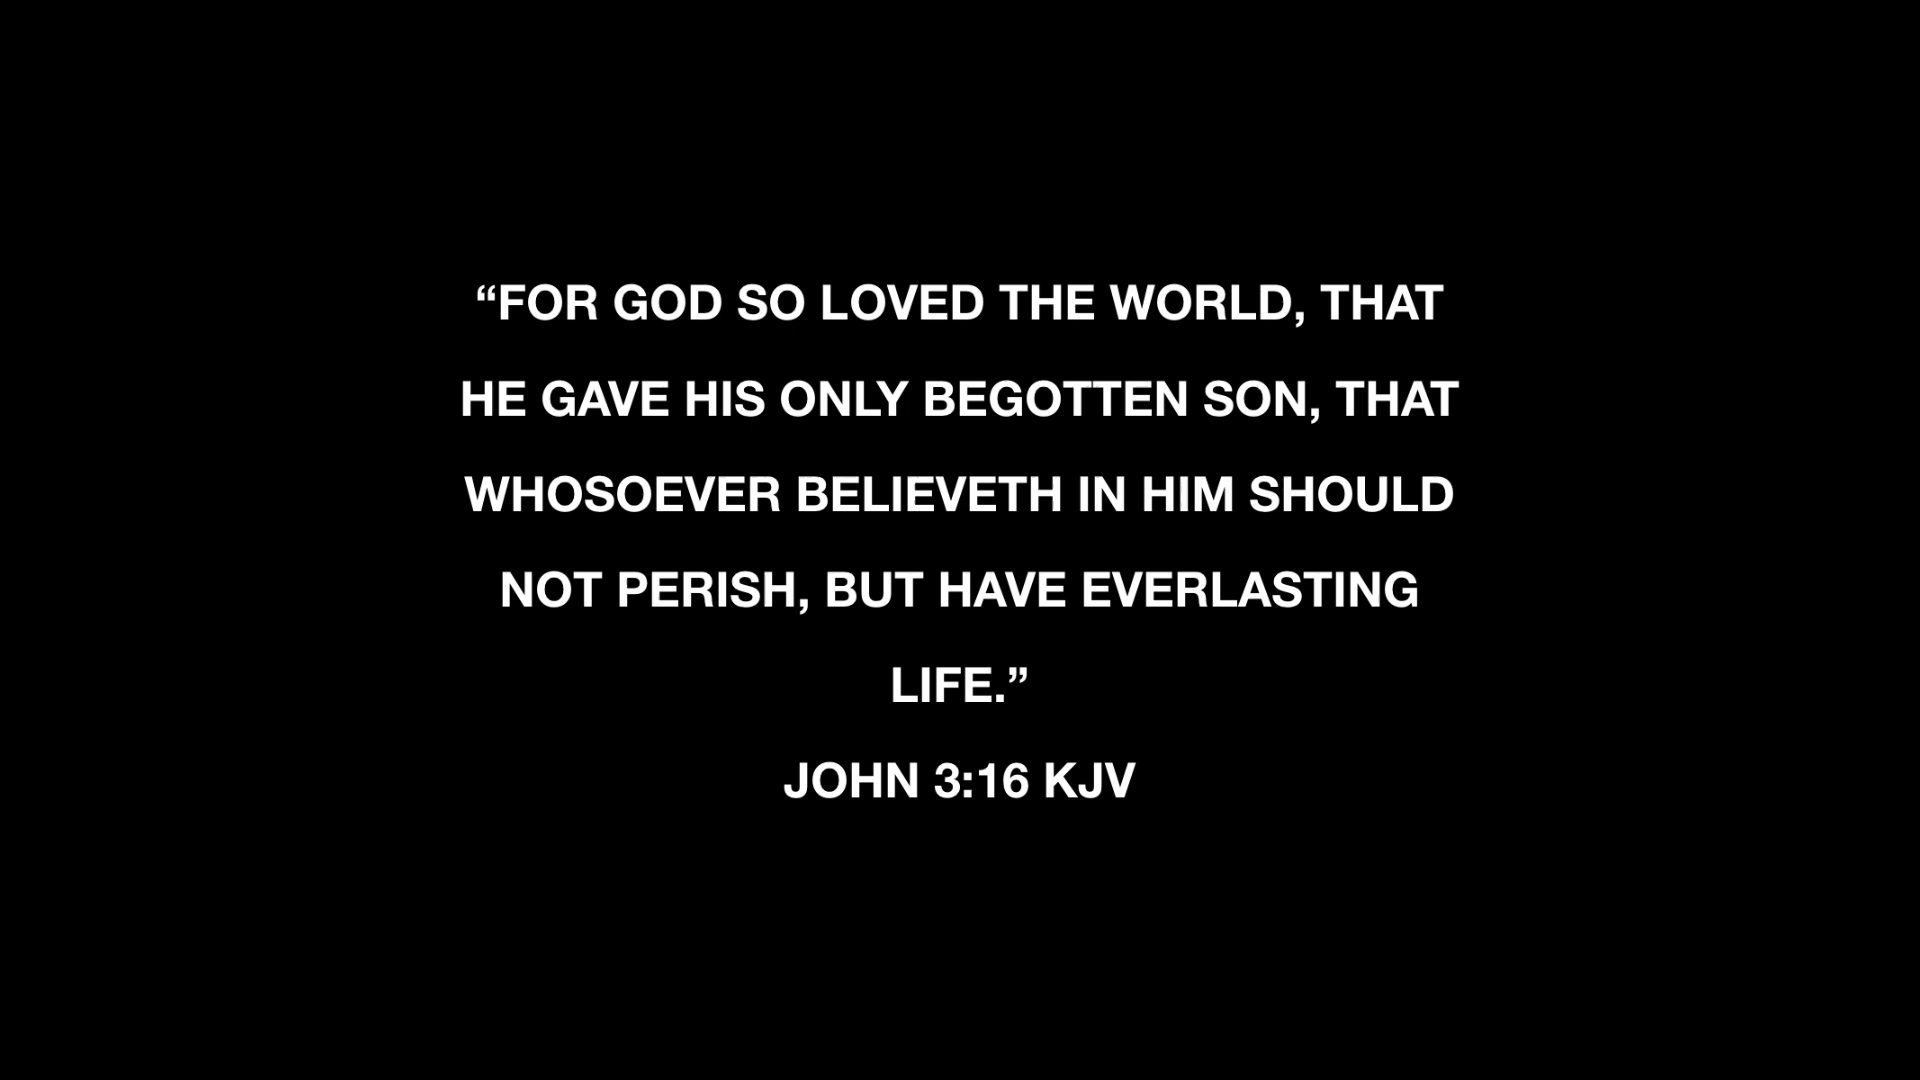 “FOR GOD SO LOVED THE WORLD, THAT
HE GAVE HIS ONLY BEGOTTEN SON, THAT
WHOSOEVER BELIEVETH IN HIM SHOULD
NOT PERISH, BUT HAVE EVERLASTING
LIFE.”
JOHN 3:16 KJV